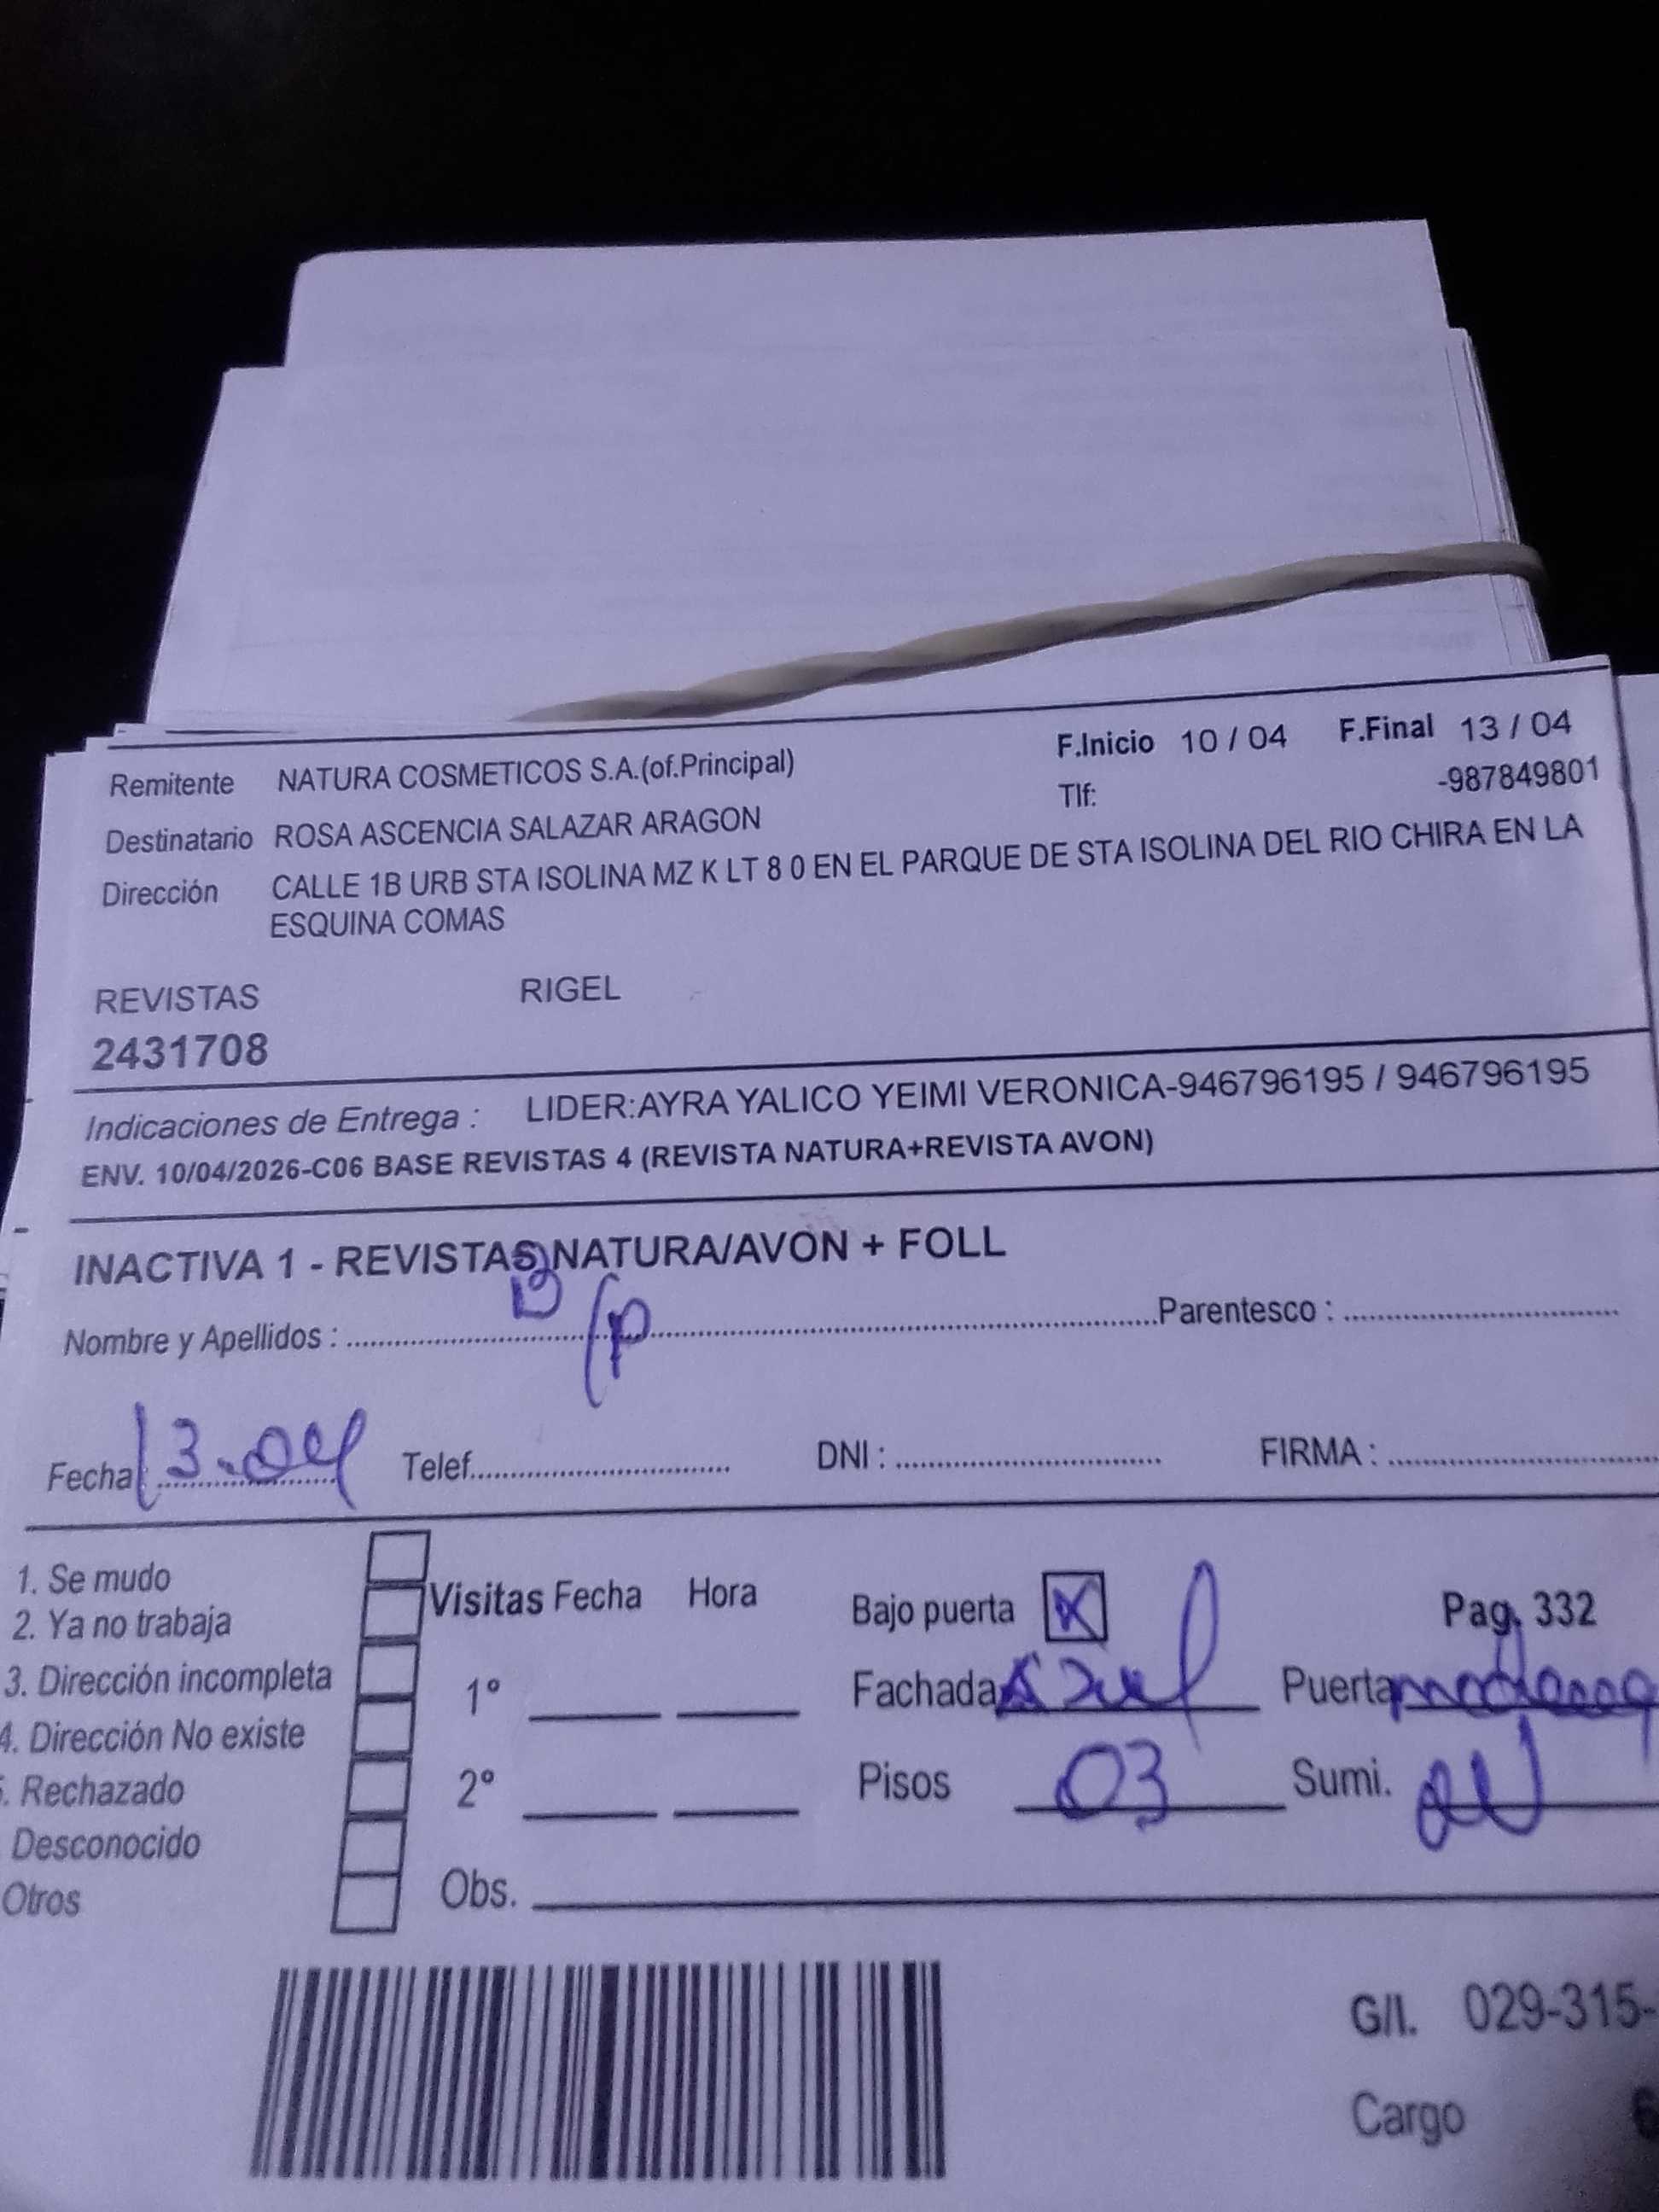 Remitente NATURA COSMETICOS S.A.(of.Principal) F.Inicio 10 / 04 F.Final 13 / 04
Destinatario ROSA ASCENCIA SALAZAR ARAGON Tlf: -987849801
Dirección CALLE 1B URB STA ISOLINA MZ K LT 8 0 EN EL PARQUE DE STA ISOLINA DEL RIO CHIRA EN LA
ESQUINA COMAS
REVISTAS RIGEL
2431708
Indicaciones de Entrega : LIDER:AYRA YALICO YEIMI VERONICA-946796195 / 946796195
ENV. 10/04/2026-C06 BASE REVISTAS 4 (REVISTA NATURA+REVISTA AVON)
INACTIVA 1 - REVISTAS NATURA/AVON + FOLL
Nombre y Apellidos : B/p Parentesco :
Fecha 13.04 Telef. DNI : FIRMA :
1. Se mudo
2. Ya no trabaja
3. Dirección incompleta
4. Dirección No existe
. Rechazado
Desconocido
Otros
Visitas Fecha Hora
1°
2°
Obs.
Bajo puerta X Pag. 332
Fachada Azul Puerta
Pisos 03 Sumi.
G/I. 029-315-
Cargo